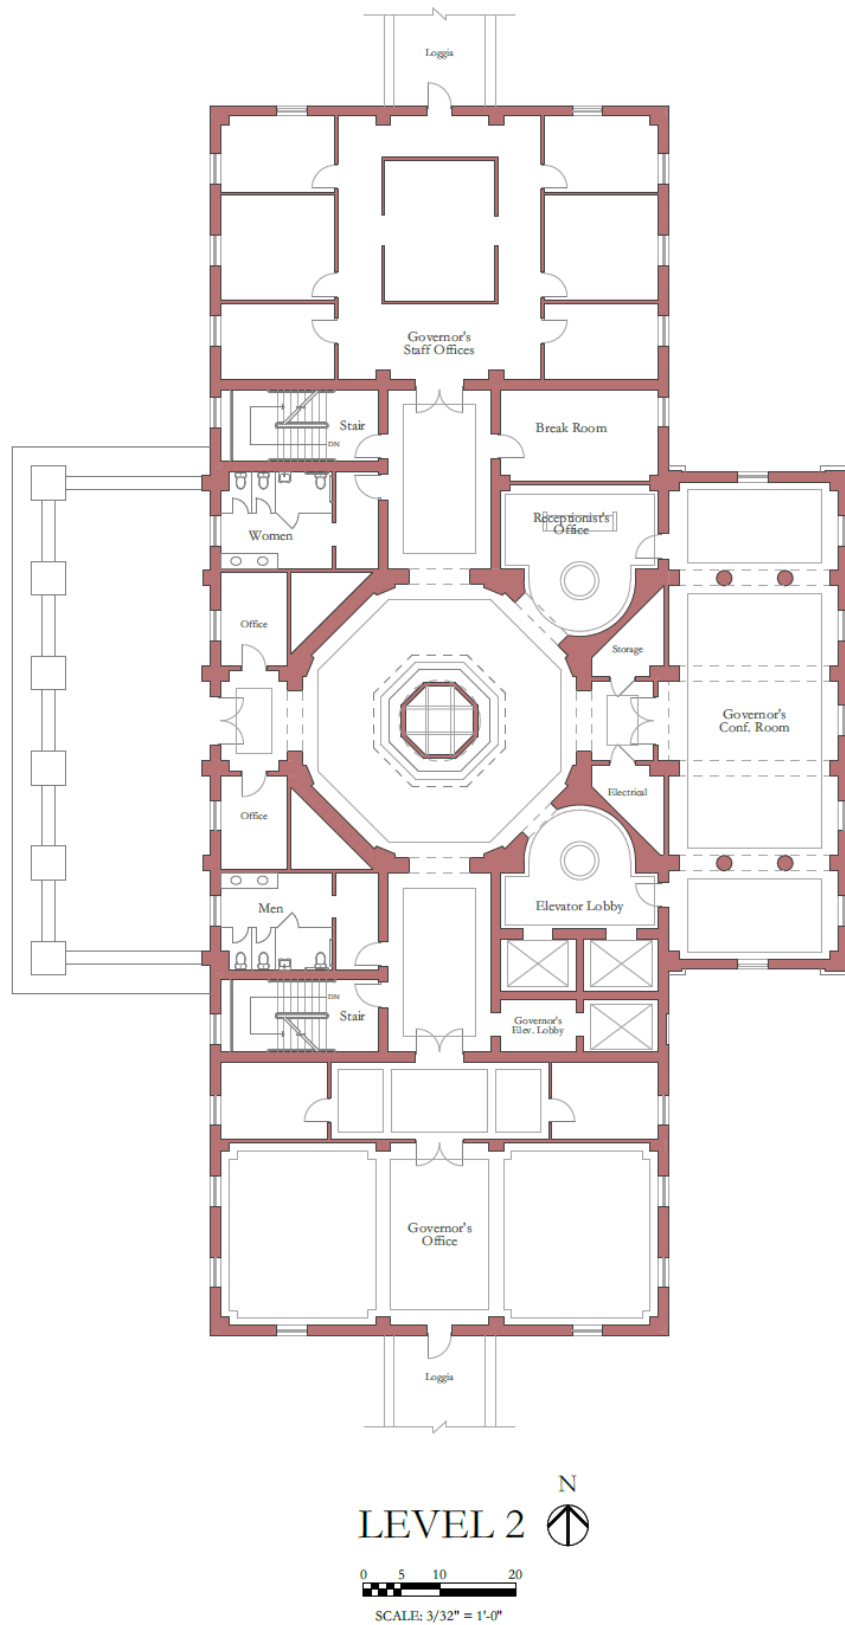 Loggia
Governor's
Staff Offices
Stair
DN
Break Room
Receptionist's
Office
Women
Office
Storage
Governor's
Conf. Room
Electrical
Office
Men
Elevator Lobby
DN
Stair
Governor's
Elev. Lobby
Governor's
Office
Loggia
N
LEVEL 2
0 5 10 20
SCALE: 3/32" = 1'-0"